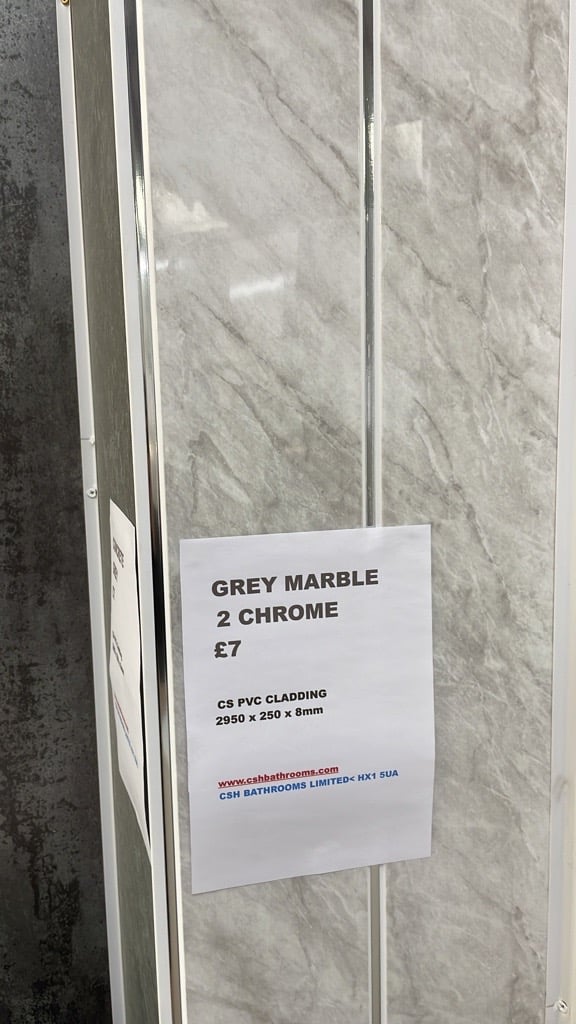 GREY MARBLE
2 CHROME
£7
CS PVC CLADDING
2950 x 250 x 8mm
www.cshbathrooms.com
CSH BATHROOMS LIMITED< HX1 5UA